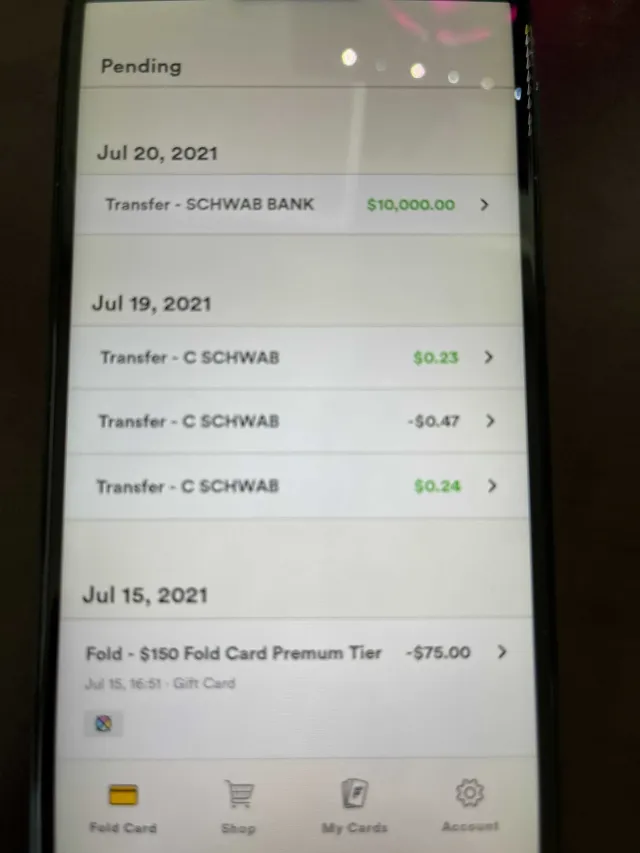 Pending
Jul 20, 2021
Transfer - SCHWAB BANK $10,000.00
Jul 19, 2021
Transfer - C SCHWAB $0.23
Transfer - C SCHWAB -$0.47
Transfer - C SCHWAB $0.24
Jul 15, 2021
Fold - $150 Fold Card Premum Tier -$75.00
Jul 15, 16:51 · Gift Card
Fold Card Shop My Cards Account